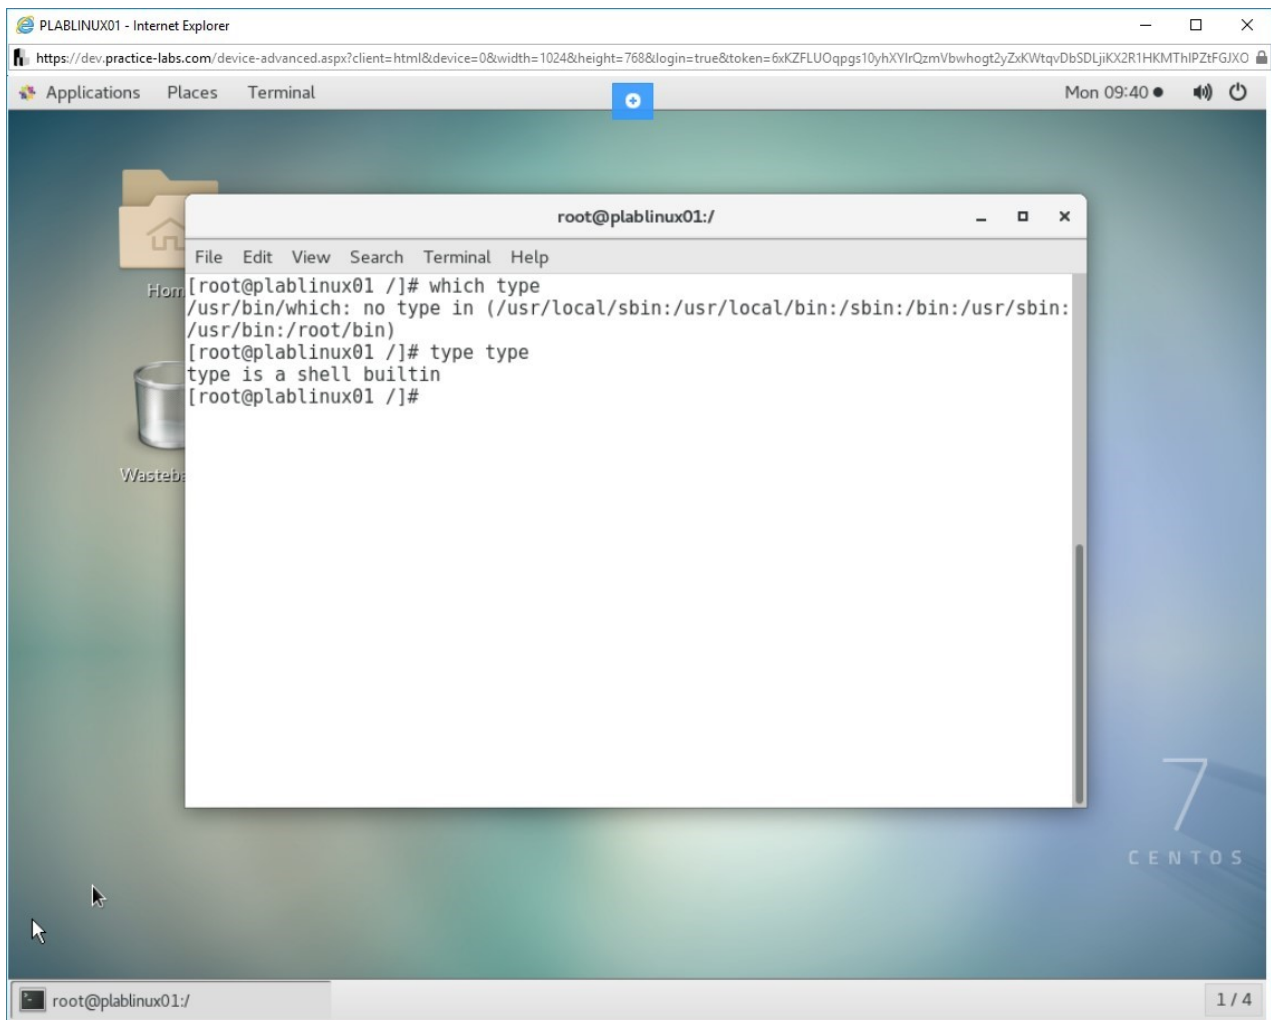 PLABLINUX01 - Internet Explorer
https://dev.practice-labs.com/device-advanced.aspx?client=html&device=0&width=1024&height=768&login=true&token=6xKZFLUOqpgs10yhXYIrQzmVbwhogt2yZxKWtqvDbSDLjiKX2R1HKMThIPZtFGJXO
Applications Places Terminal Mon 09:40
root@plablinux01:/
File Edit View Search Terminal Help
[root@plablinux01 /]# which type
/usr/bin/which: no type in (/usr/local/sbin:/usr/local/bin:/sbin:/bin:/usr/sbin:
/usr/bin:/root/bin)
[root@plablinux01 /]# type type
type is a shell builtin
[root@plablinux01 /]#
Hom
Wasteb
7
CENTOS
root@plablinux01:/
1 / 4